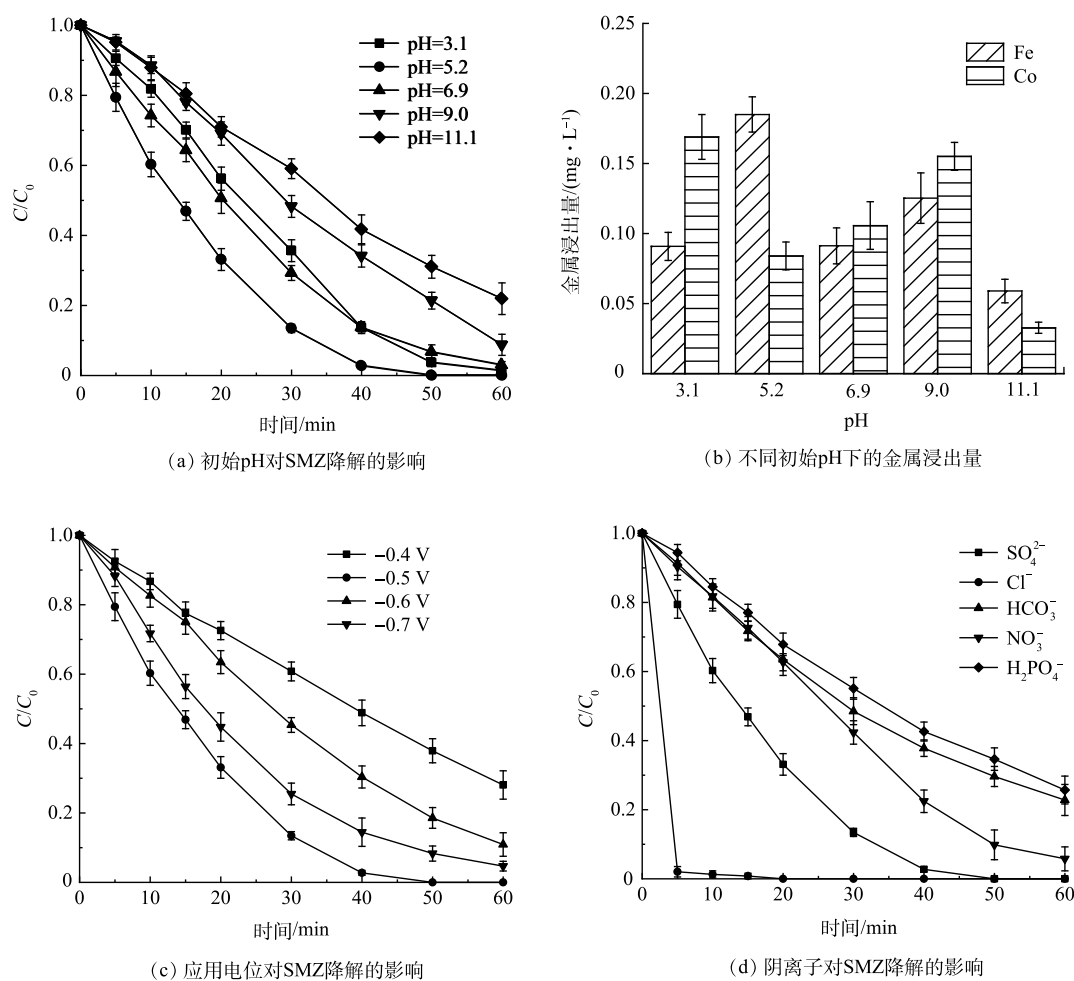 1.0
0.8
0.6
0.4
0.2
0
C/C₀
0 10 20 30 40 50 60
时间/min
pH=3.1
pH=5.2
pH=6.9
pH=9.0
pH=11.1
(a) 初始pH对SMZ降解的影响
0.25
0.20
0.15
0.10
0.05
0
金属浸出量/(mg·L⁻¹)
Fe
Co
3.1 5.2 6.9 9.0 11.1
pH
(b) 不同初始pH下的金属浸出量
1.0
0.8
0.6
0.4
0.2
0
C/C₀
0 10 20 30 40 50 60
时间/min
−0.4 V
−0.5 V
−0.6 V
−0.7 V
(c) 应用电位对SMZ降解的影响
1.0
0.8
0.6
0.4
0.2
0
C/C₀
0 10 20 30 40 50 60
时间/min
SO₄²⁻
Cl⁻
HCO₃⁻
NO₃⁻
H₂PO₄⁻
(d) 阴离子对SMZ降解的影响